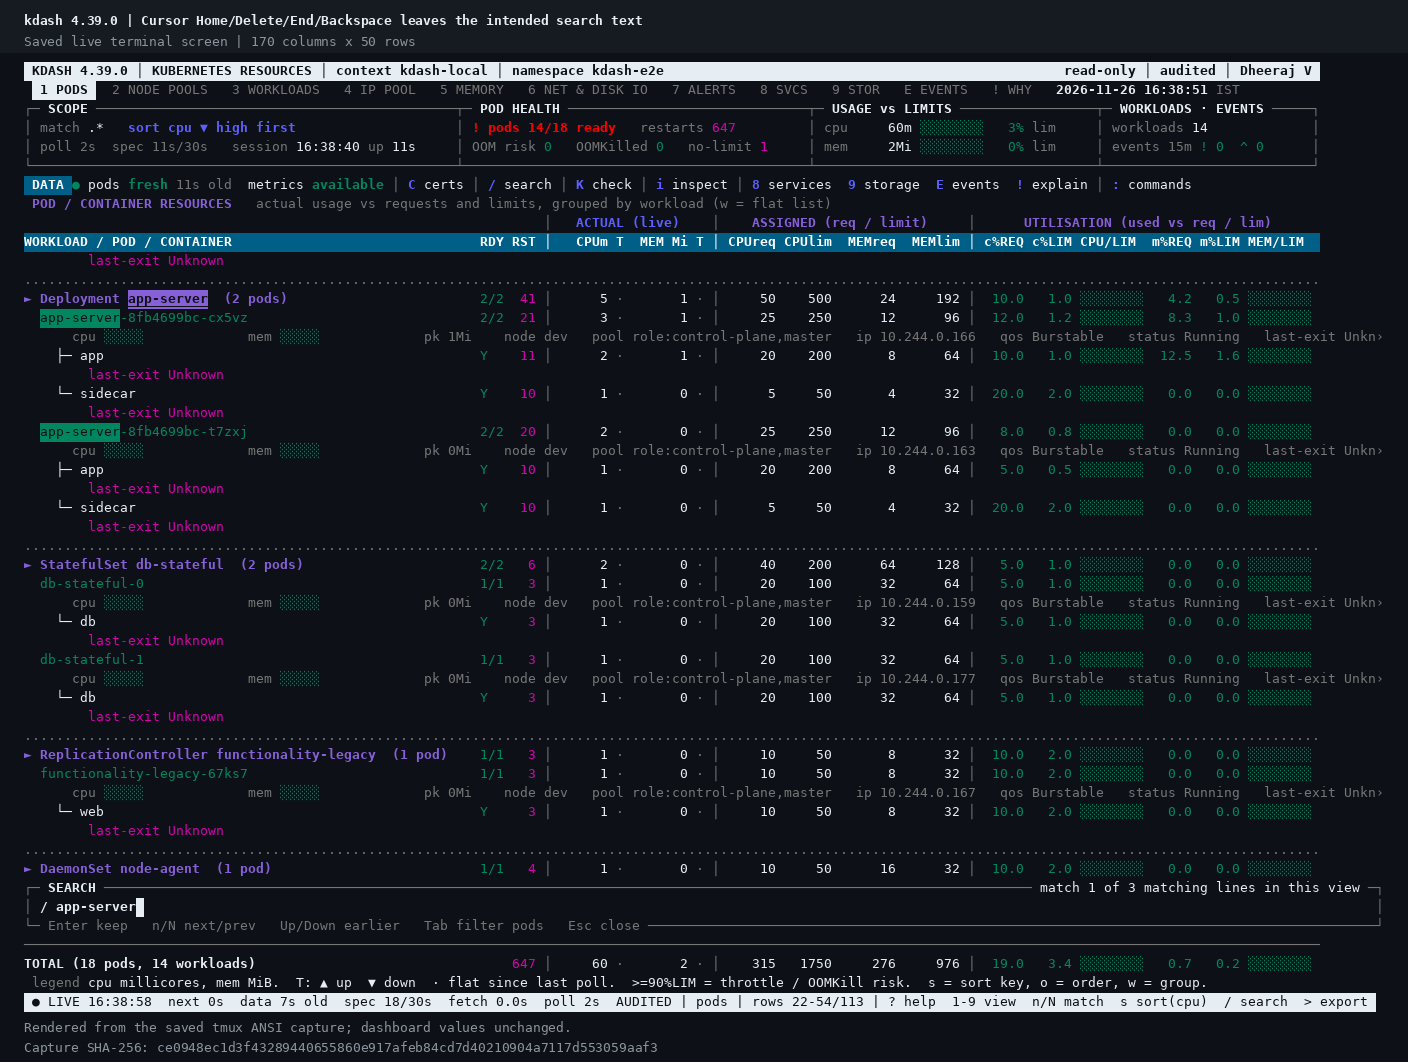 kdash 4.39.0 | Cursor Home/Delete/End/Backspace leaves the intended search text
Saved live terminal screen | 170 columns x 50 rows
KDASH 4.39.0 │ KUBERNETES RESOURCES │ context kdash-local │ namespace kdash-e2e read-only │ audited │ Dheeraj V
1 PODS 2 NODE POOLS 3 WORKLOADS 4 IP POOL 5 MEMORY 6 NET & DISK IO 7 ALERTS 8 SVCS 9 STOR E EVENTS ! WHY 2026-11-26 16:38:51 IST
SCOPE POD HEALTH USAGE vs LIMITS WORKLOADS · EVENTS
match .* sort cpu ▼ high first │ ! pods 14/18 ready restarts 647 │ cpu 60m ░░░░░░░░ 3% lim │ workloads 14
poll 2s spec 11s/30s session 16:38:40 up 11s │ OOM risk 0 OOMKilled 0 no-limit 1 │ mem 2Mi ░░░░░░░░ 0% lim │ events 15m ! 0 ^ 0
DATA ● pods fresh 11s old metrics available │ C certs │ / search │ K check │ i inspect │ 8 services 9 storage E events ! explain │ : commands
POD / CONTAINER RESOURCES actual usage vs requests and limits, grouped by workload (w = flat list)
│ ACTUAL (live) │ ASSIGNED (req / limit) │ UTILISATION (used vs req / lim)
WORKLOAD / POD / CONTAINER RDY RST │ CPUm T MEM Mi T │ CPUreq CPUlim MEMreq MEMlim │ c%REQ c%LIM CPU/LIM m%REQ m%LIM MEM/LIM
last-exit Unknown
► Deployment app-server (2 pods) 2/2 41 │ 5 · 1 · │ 50 500 24 192 │ 10.0 1.0 ░░░░░░░░ 4.2 0.5 ░░░░░░░░
app-server-8fb4699bc-cx5vz 2/2 21 │ 3 · 1 · │ 25 250 12 96 │ 12.0 1.2 ░░░░░░░░ 8.3 1.0 ░░░░░░░░
cpu ░░░░░ mem ░░░░░ pk 1Mi node dev pool role:control-plane,master ip 10.244.0.166 qos Burstable status Running last-exit Unkn›
├─ app Y 11 │ 2 · 1 · │ 20 200 8 64 │ 10.0 1.0 ░░░░░░░░ 12.5 1.6 ░░░░░░░░
last-exit Unknown
└─ sidecar Y 10 │ 1 · 0 · │ 5 50 4 32 │ 20.0 2.0 ░░░░░░░░ 0.0 0.0 ░░░░░░░░
last-exit Unknown
app-server-8fb4699bc-t7zxj 2/2 20 │ 2 · 0 · │ 25 250 12 96 │ 8.0 0.8 ░░░░░░░░ 0.0 0.0 ░░░░░░░░
cpu ░░░░░ mem ░░░░░ pk 0Mi node dev pool role:control-plane,master ip 10.244.0.163 qos Burstable status Running last-exit Unkn›
├─ app Y 10 │ 1 · 0 · │ 20 200 8 64 │ 5.0 0.5 ░░░░░░░░ 0.0 0.0 ░░░░░░░░
last-exit Unknown
└─ sidecar Y 10 │ 1 · 0 · │ 5 50 4 32 │ 20.0 2.0 ░░░░░░░░ 0.0 0.0 ░░░░░░░░
last-exit Unknown
► StatefulSet db-stateful (2 pods) 2/2 6 │ 2 · 0 · │ 40 200 64 128 │ 5.0 1.0 ░░░░░░░░ 0.0 0.0 ░░░░░░░░
db-stateful-0 1/1 3 │ 1 · 0 · │ 20 100 32 64 │ 5.0 1.0 ░░░░░░░░ 0.0 0.0 ░░░░░░░░
cpu ░░░░░ mem ░░░░░ pk 0Mi node dev pool role:control-plane,master ip 10.244.0.159 qos Burstable status Running last-exit Unkn›
└─ db Y 3 │ 1 · 0 · │ 20 100 32 64 │ 5.0 1.0 ░░░░░░░░ 0.0 0.0 ░░░░░░░░
last-exit Unknown
db-stateful-1 1/1 3 │ 1 · 0 · │ 20 100 32 64 │ 5.0 1.0 ░░░░░░░░ 0.0 0.0 ░░░░░░░░
cpu ░░░░░ mem ░░░░░ pk 0Mi node dev pool role:control-plane,master ip 10.244.0.177 qos Burstable status Running last-exit Unkn›
└─ db Y 3 │ 1 · 0 · │ 20 100 32 64 │ 5.0 1.0 ░░░░░░░░ 0.0 0.0 ░░░░░░░░
last-exit Unknown
► ReplicationController functionality-legacy (1 pod) 1/1 3 │ 1 · 0 · │ 10 50 8 32 │ 10.0 2.0 ░░░░░░░░ 0.0 0.0 ░░░░░░░░
functionality-legacy-67ks7 1/1 3 │ 1 · 0 · │ 10 50 8 32 │ 10.0 2.0 ░░░░░░░░ 0.0 0.0 ░░░░░░░░
cpu ░░░░░ mem ░░░░░ pk 0Mi node dev pool role:control-plane,master ip 10.244.0.167 qos Burstable status Running last-exit Unkn›
└─ web Y 3 │ 1 · 0 · │ 10 50 8 32 │ 10.0 2.0 ░░░░░░░░ 0.0 0.0 ░░░░░░░░
last-exit Unknown
► DaemonSet node-agent (1 pod) 1/1 4 │ 1 · 0 · │ 10 50 16 32 │ 10.0 2.0 ░░░░░░░░ 0.0 0.0 ░░░░░░░░
SEARCH match 1 of 3 matching lines in this view
/ app-server
Enter keep n/N next/prev Up/Down earlier Tab filter pods Esc close
TOTAL (18 pods, 14 workloads) 647 │ 60 · 2 · │ 315 1750 276 976 │ 19.0 3.4 ░░░░░░░░ 0.7 0.2 ░░░░░░░░
legend cpu millicores, mem MiB. T: ▲ up ▼ down · flat since last poll. >=90%LIM = throttle / OOMKill risk. s = sort key, o = order, w = group.
● LIVE 16:38:58 next 0s data 7s old spec 18/30s fetch 0.0s poll 2s AUDITED | pods | rows 22-54/113 | ? help 1-9 view n/N match s sort(cpu) / search > export
Rendered from the saved tmux ANSI capture; dashboard values unchanged.
Capture SHA-256: ce0948ec1d3f43289440655860e917afeb84cd7d40210904a7117d553059aaf3